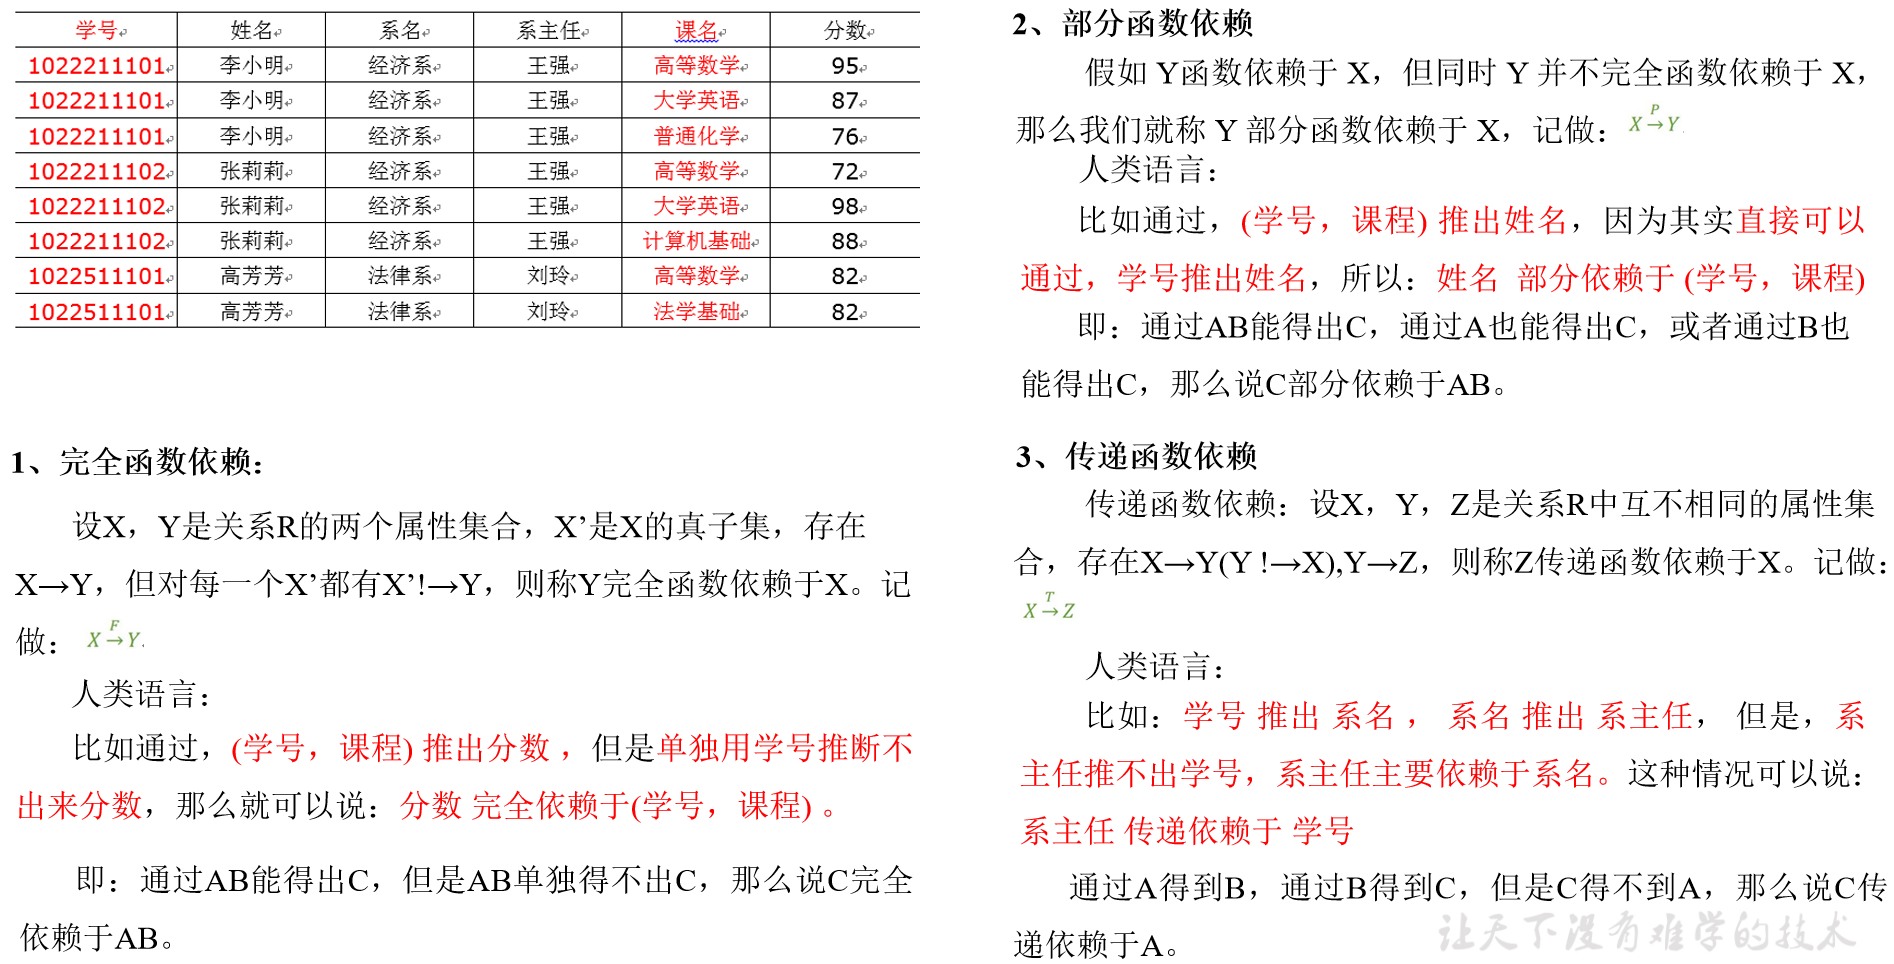 学号 姓名 系名 系主任 课名 分数
1022211101 李小明 经济系 王强 高等数学 95
1022211101 李小明 经济系 王强 大学英语 87
1022211101 李小明 经济系 王强 普通化学 76
1022211102 张莉莉 经济系 王强 高等数学 72
1022211102 张莉莉 经济系 王强 大学英语 98
1022211102 张莉莉 经济系 王强 计算机基础 88
1022511101 高芳芳 法律系 刘玲 高等数学 82
1022511101 高芳芳 法律系 刘玲 法学基础 82
1、完全函数依赖：
设X，Y是关系R的两个属性集合，X’是X的真子集，存在
X→Y，但对每一个X’都有X’!→Y，则称Y完全函数依赖于X。记
做： X F→ Y.
人类语言：
比如通过，(学号，课程) 推出分数 ，但是单独用学号推断不
出来分数，那么就可以说：分数 完全依赖于(学号，课程) 。
即：通过AB能得出C，但是AB单独得不出C，那么说C完全
依赖于AB。
2、部分函数依赖
假如 Y函数依赖于 X，但同时 Y 并不完全函数依赖于 X，
那么我们就称 Y 部分函数依赖于 X，记做： X P→ Y
人类语言：
比如通过，(学号，课程) 推出姓名，因为其实直接可以
通过，学号推出姓名，所以：姓名 部分依赖于 (学号，课程)
即：通过AB能得出C，通过A也能得出C，或者通过B也
能得出C，那么说C部分依赖于AB。
3、传递函数依赖
传递函数依赖：设X，Y，Z是关系R中互不相同的属性集
合，存在X→Y(Y !→X),Y→Z，则称Z传递函数依赖于X。记做：
X T→ Z
人类语言：
比如：学号 推出 系名 ， 系名 推出 系主任， 但是，系
主任推不出学号，系主任主要依赖于系名。这种情况可以说：
系主任 传递依赖于 学号
通过A得到B，通过B得到C，但是C得不到A，那么说C传
递依赖于A。
让天下没有难学的技术